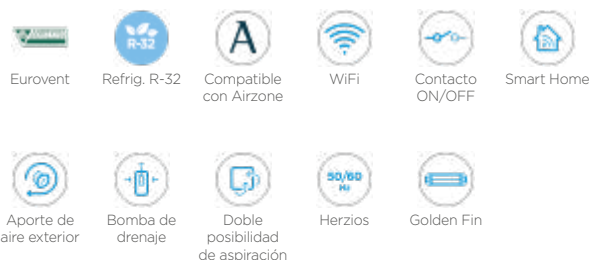 R-32
A
Eurovent
Refrig. R-32
Compatible
con Airzone
WiFi
Contacto
ON/OFF
Smart Home
50/60
Hz
Aporte de
aire exterior
Bomba de
drenaje
Doble
posibilidad
de aspiración
Herzios
Golden Fin